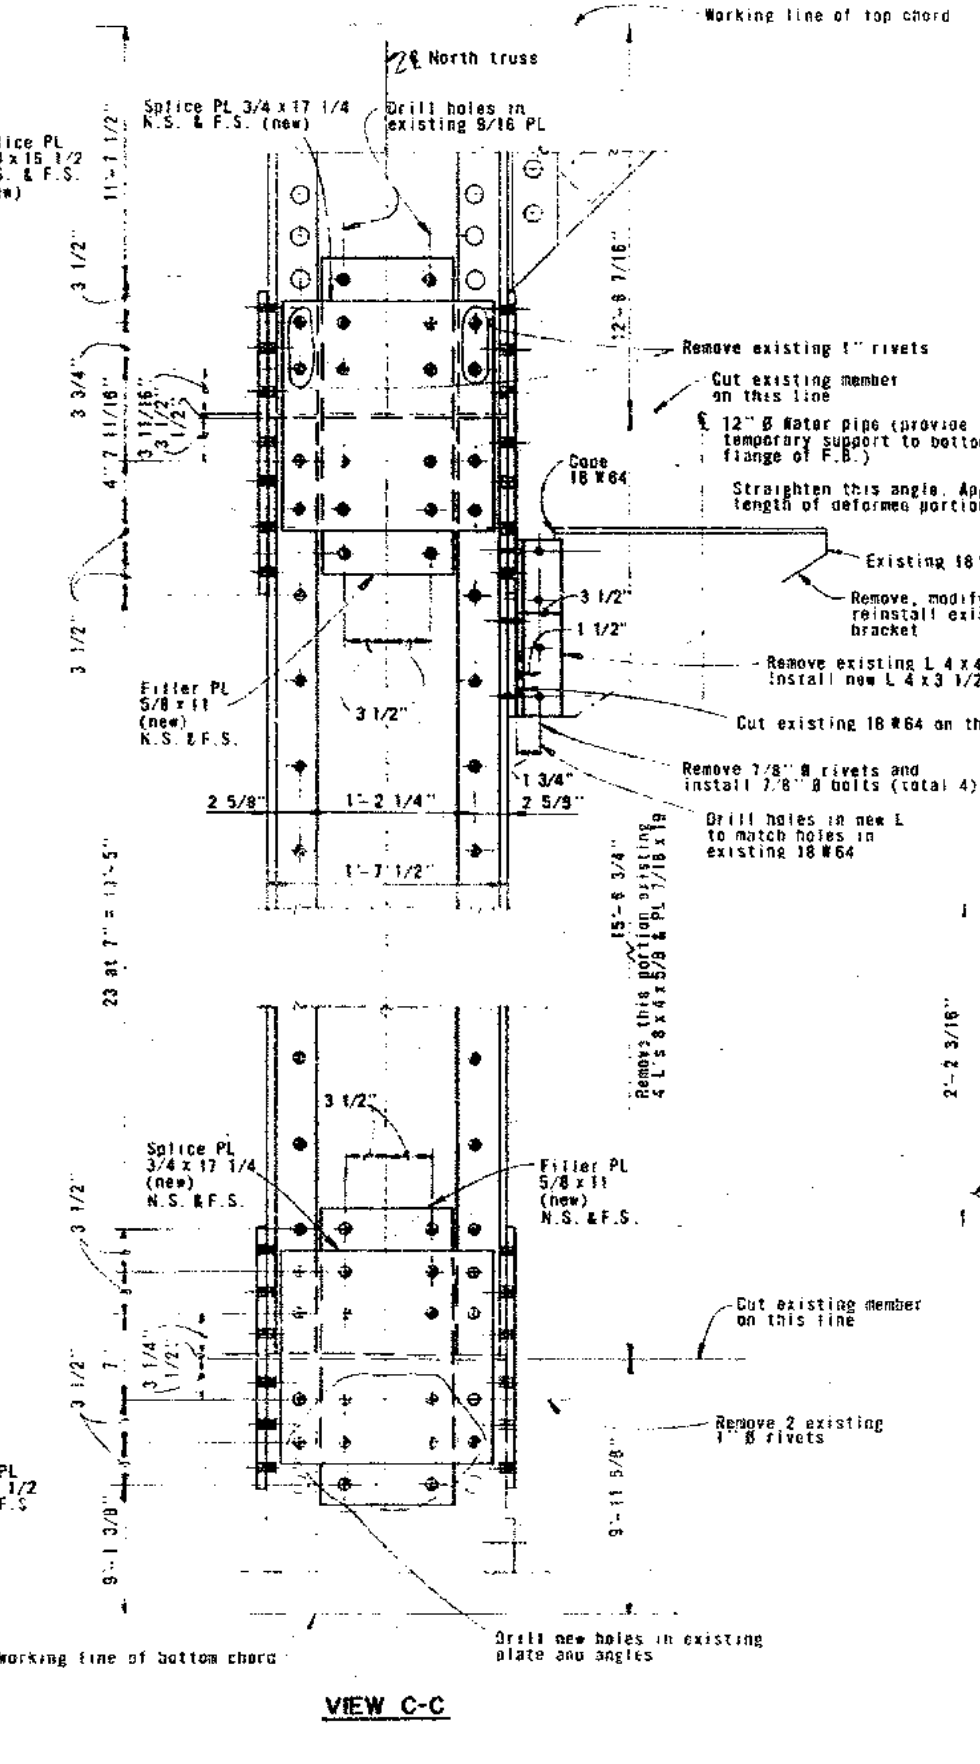 Working line of top chord
℄ North truss
Splice PL 3/4 x 17 1/4
N.S. & F.S. (new)
Drill holes in
existing 9/16 PL
lice PL
x 15 1/2
& F.S.
11'-1 1/2"
3 1/2"
3 3/4"
4' 7 11/16"
3 11/16"
3 1/2"
1/2"
3 1/2"
12'-8 7/16"
Remove existing 1" rivets
Cut existing member
on this line
℄ 12" Ø Water pipe (provide
temporary support to bottom
flange of F.B.)
Cope
18 W 64
Straighten this angle.
length of deformed portion
Existing 18
Remove, modify
reinstall
bracket
3 1/2"
1 1/2"
Remove existing L 4 x 4
Install new L 4 x 3 1/2
Cut existing 18 W 64 on
Filler PL
5/8 x 11
(new)
N.S. & F.S.
3 1/2"
1 3/4"
Remove 7/8" Ø rivets and
install 7/8" Ø bolts (total 4)
2 5/8"
1'-2 1/4"
2 5/8"
Drill holes in new L
to match holes in
existing 18 W 64
1'-7 1/2"
23 at 7" = 13'-5"
15'-6 3/4"
Remove this portion existing
4 L's 8 x 4 x 5/8 & PL 7/16 x 19
2'-2 3/16"
3 1/2"
Splice PL
3/4 x 17 1/4
(new)
N.S. & F.S.
Filler PL
5/8 x 11
(new)
N.S. & F.S.
3 1/2"
7"
3 1/4"
1/2"
3 1/2"
Cut existing member
on this line
Remove 2 existing
1" Ø rivets
PL
1/2
F.S
9'-1 3/8"
9'-11 5/8"
Drill new holes in existing
plate and angles
Working line of bottom chord
VIEW C-C